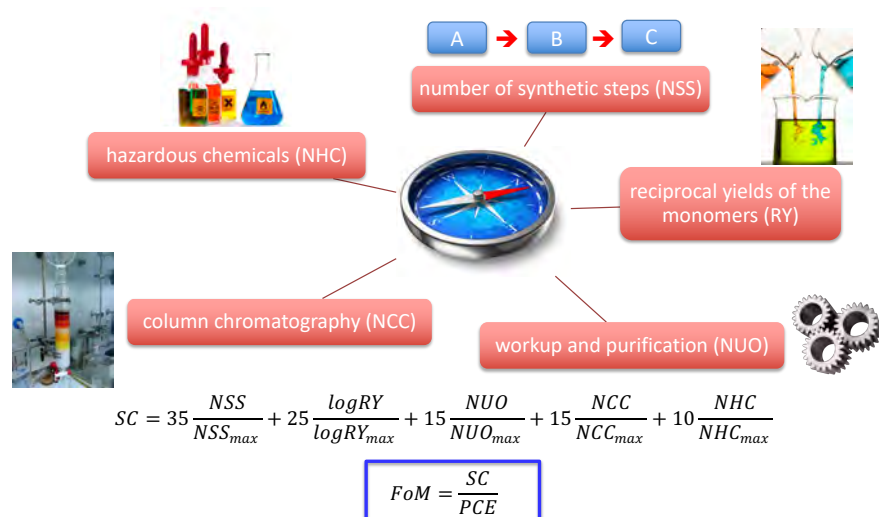 A
B
C
number of synthetic steps (NSS)
hazardous chemicals (NHC)
reciprocal yields of the
monomers (RY)
column chromatography (NCC)
workup and purification (NUO)
SC = 35 NSS/NSS_max + 25 logRY/logRY_max + 15 NUO/NUO_max + 15 NCC/NCC_max + 10 NHC/NHC_max
FoM = SC/PCE